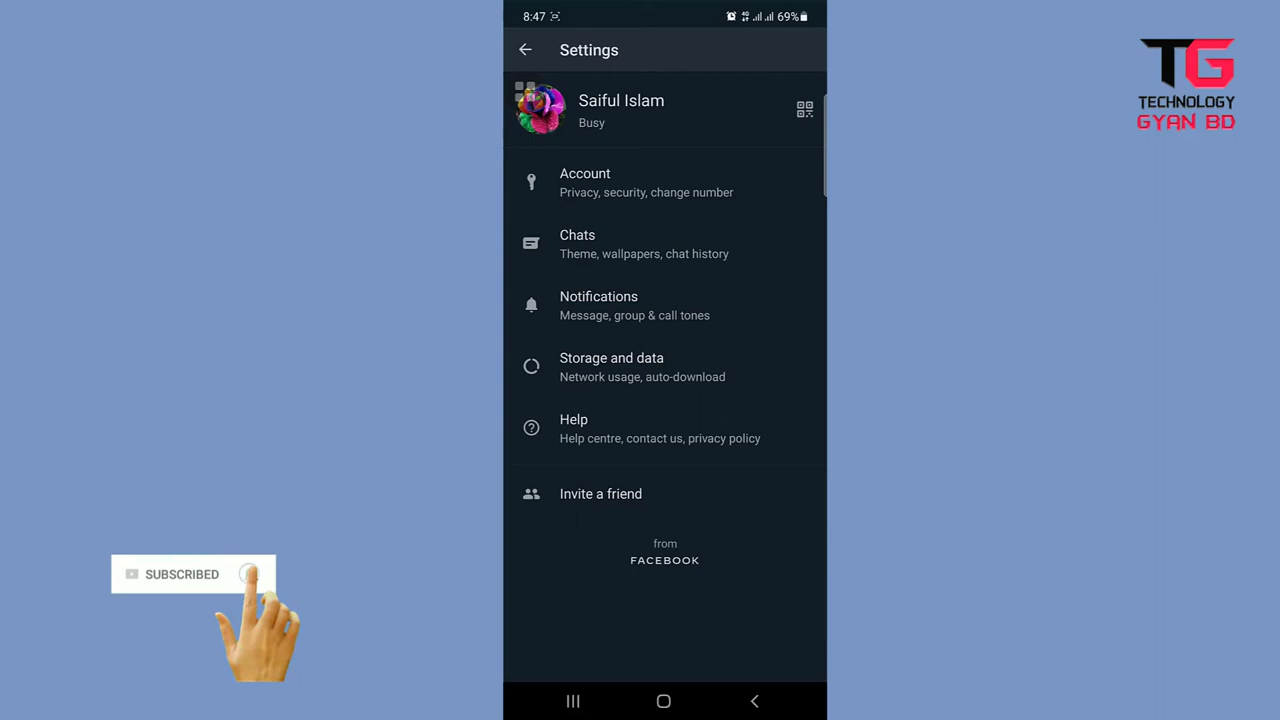 8:47
4G
69%
Settings
Saiful Islam
Busy
Account
Privacy, security, change number
Chats
Theme, wallpapers, chat history
Notifications
Message, group & call tones
Storage and data
Network usage, auto-download
Help
Help centre, contact us, privacy policy
Invite a friend
from
FACEBOOK
TG
TECHNOLOGY
GYAN BD
SUBSCRIBED